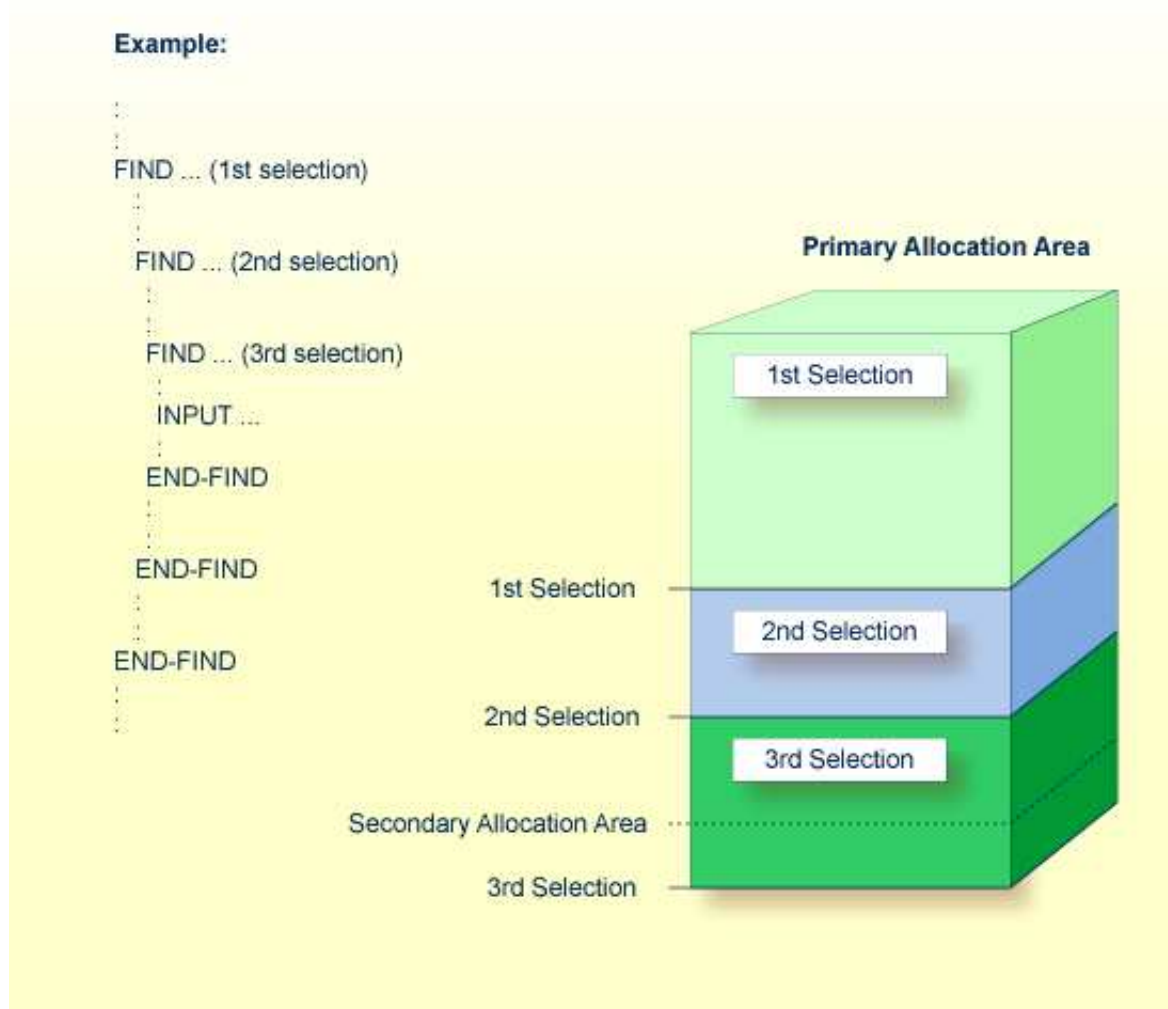 Example:
FIND ... (1st selection)
FIND ... (2nd selection)
FIND ... (3rd selection)
INPUT ...
END-FIND
END-FIND
END-FIND
Primary Allocation Area
1st Selection
1st Selection
2nd Selection
2nd Selection
3rd Selection
Secondary Allocation Area
3rd Selection